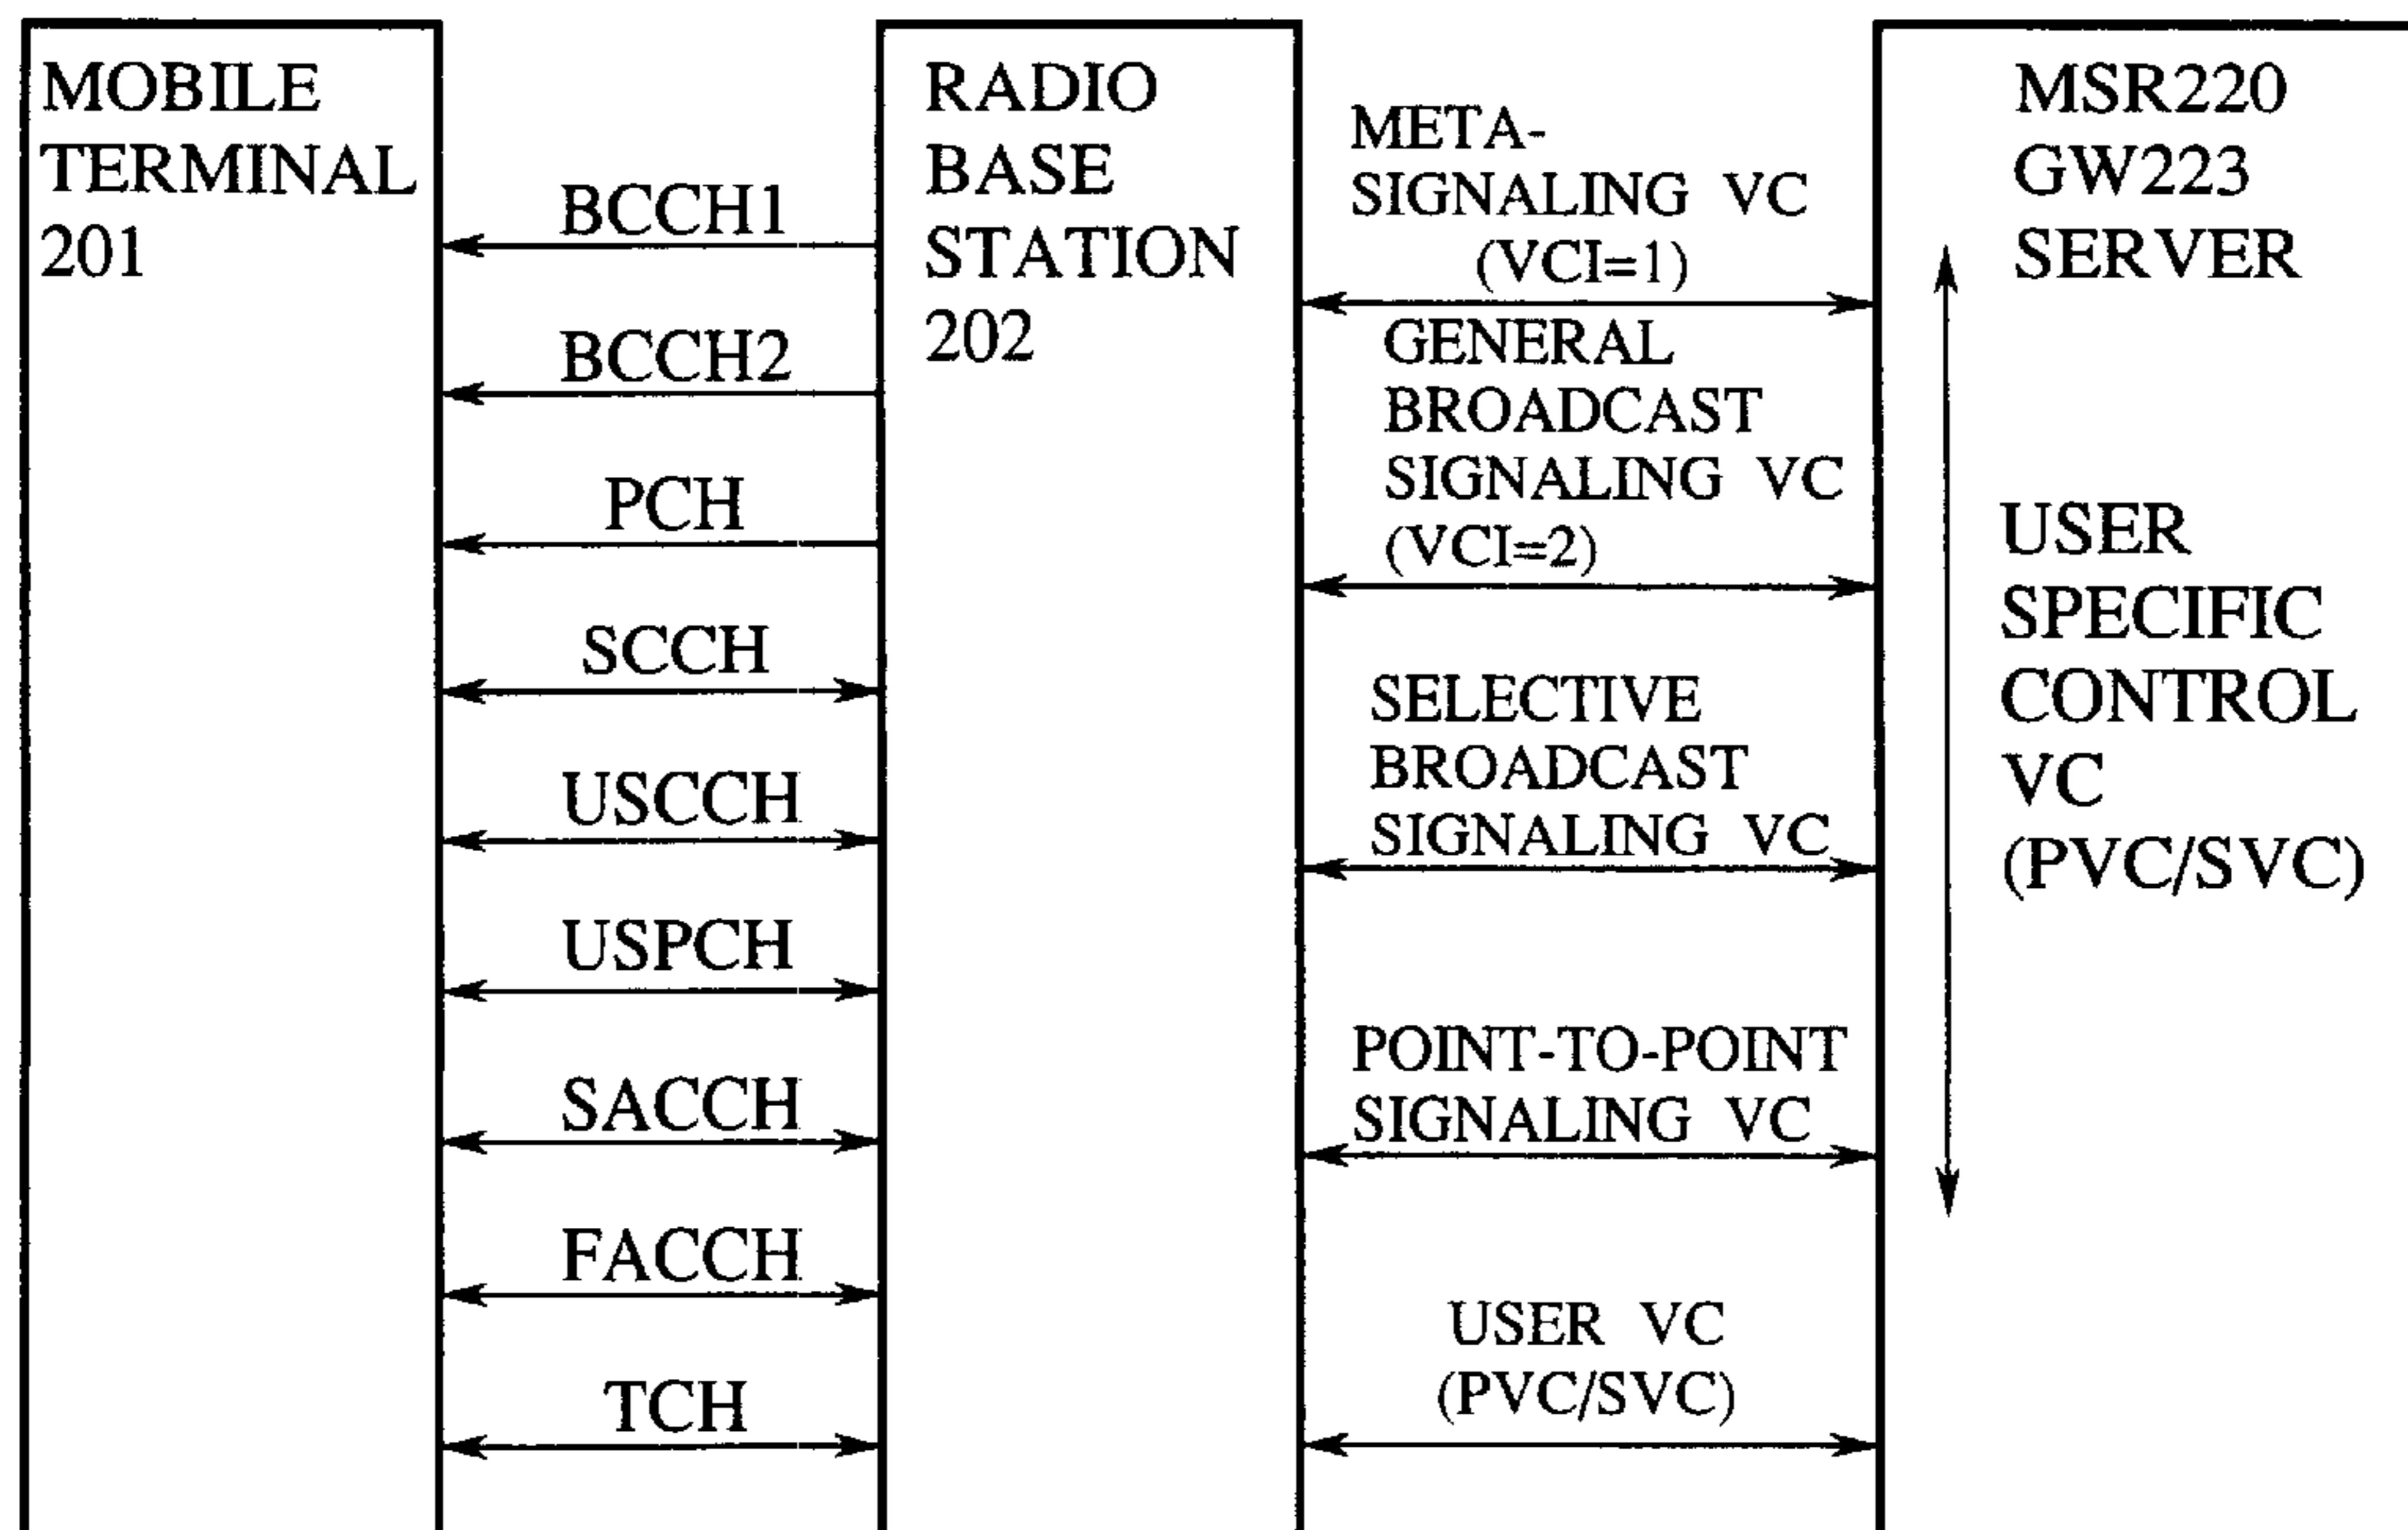 MOBILE
TERMINAL
201
BCCH1
BCCH2
PCH
SCCH
USCCH
USPCH
SACCH
FACCH
TCH
RADIO
BASE
STATION
202
META-
SIGNALING VC
(VCI=1)
GENERAL
BROADCAST
SIGNALING VC
(VCI=2)
SELECTIVE
BROADCAST
SIGNALING VC
POINT-TO-POINT
SIGNALING VC
USER VC
(PVC/SVC)
MSR220
GW223
SERVER
USER
SPECIFIC
CONTROL
VC
(PVC/SVC)